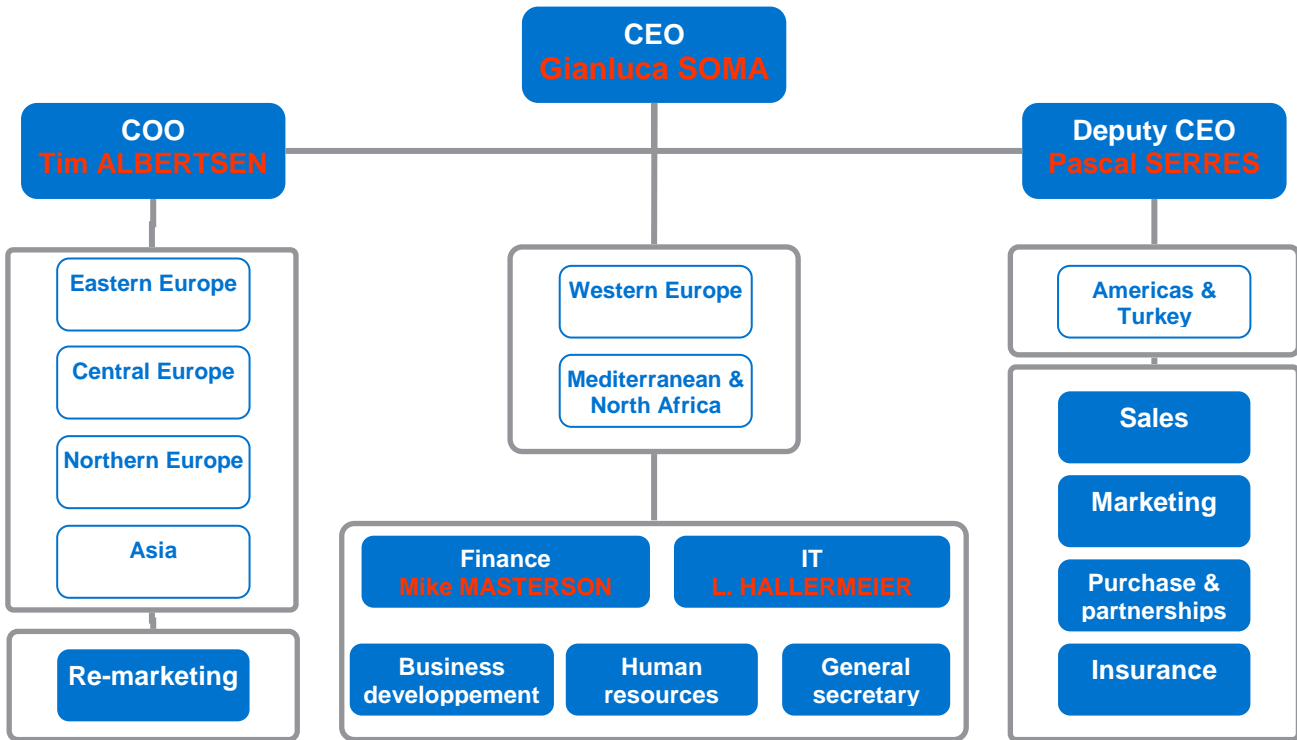 CEO
Gianluca SOMA
COO
Tim ALBERTSEN
Deputy CEO
Pascal SERRES
Eastern Europe
Central Europe
Northern Europe
Asia
Re-marketing
Western Europe
Mediterranean &
North Africa
Finance
Mike MASTERSON
IT
L. HALLERMEIER
Business
developpement
Human
resources
General
secretary
Americas &
Turkey
Sales
Marketing
Purchase &
partnerships
Insurance